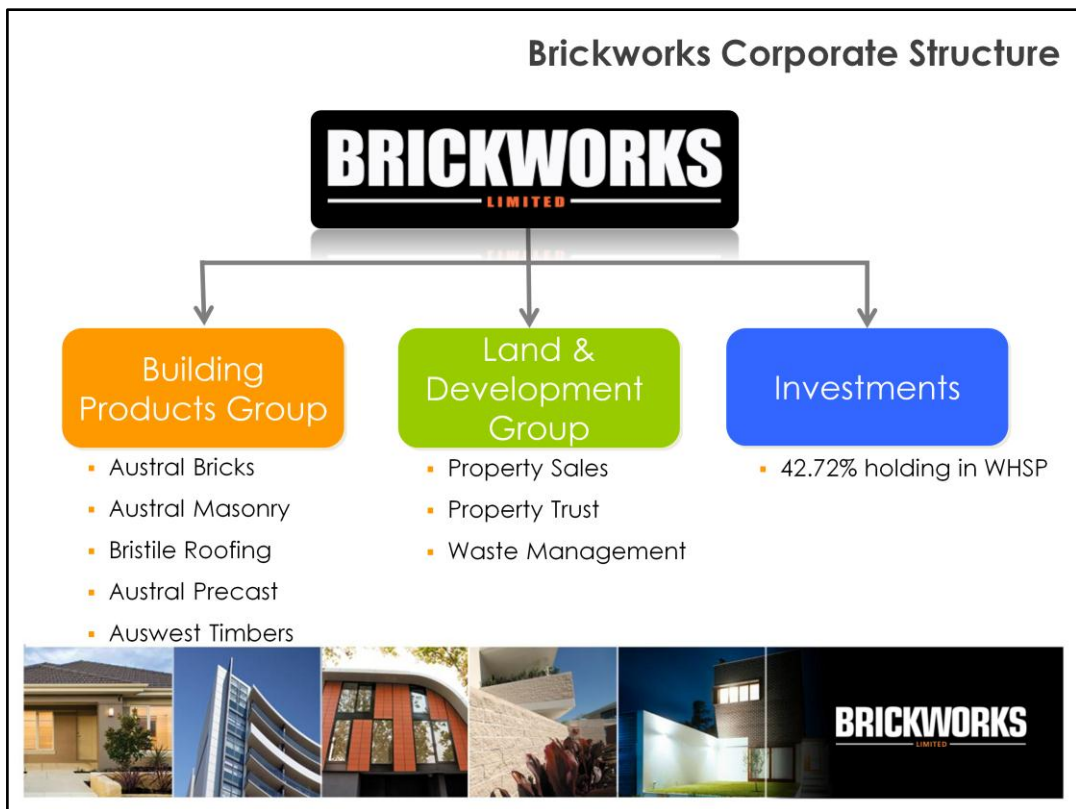 Brickworks Corporate Structure
BRICKWORKS
LIMITED
Building
Products Group
▪ Austral Bricks
▪ Austral Masonry
▪ Bristile Roofing
▪ Austral Precast
▪ Auswest Timbers
Land &
Development
Group
▪ Property Sales
▪ Property Trust
▪ Waste Management
Investments
▪ 42.72% holding in WHSP
BRICKWORKS
LIMITED